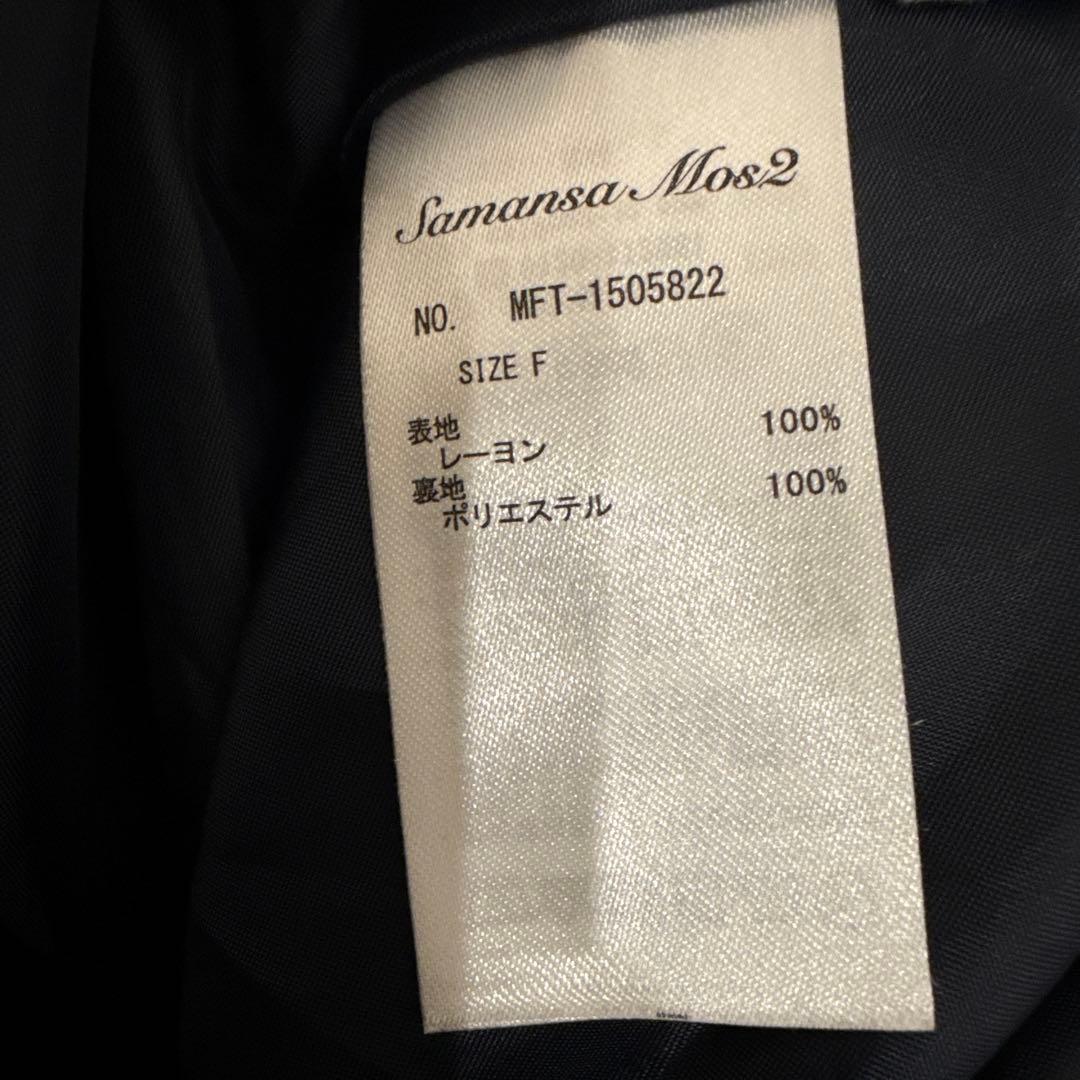 Samansa Mos2
NO. MFT-1505822
SIZE F
表地 100%
レーヨン
裏地 100%
ポリエステル